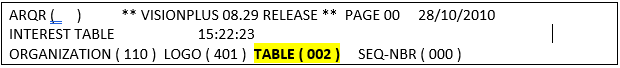 ARQR (__ ) ** VISIONPLUS 08.29 RELEASE ** PAGE 00 28/10/2010
INTEREST TABLE 15:22:23
ORGANIZATION ( 110 ) LOGO ( 401 ) TABLE ( 002 ) SEQ-NBR ( 000 )